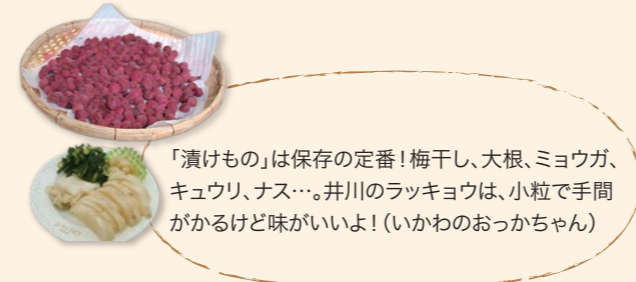 「漬けもの」は保存の定番！梅干し、大根、ミョウガ、
キュウリ、ナス…。井川のラッキョウは、小粒で手間
がかるけど味がいいよ！（いかわのおっかちゃん）